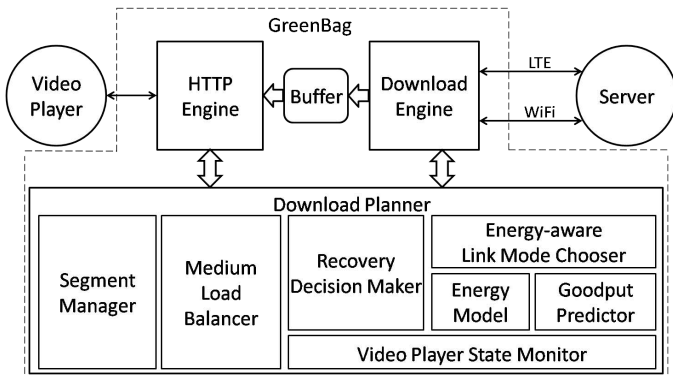 GreenBag
Video
Player
HTTP
Engine
Buffer
Download
Engine
LTE
WiFi
Server
Download Planner
Segment
Manager
Medium
Load
Balancer
Recovery
Decision Maker
Energy-aware
Link Mode Chooser
Energy
Model
Goodput
Predictor
Video Player State Monitor